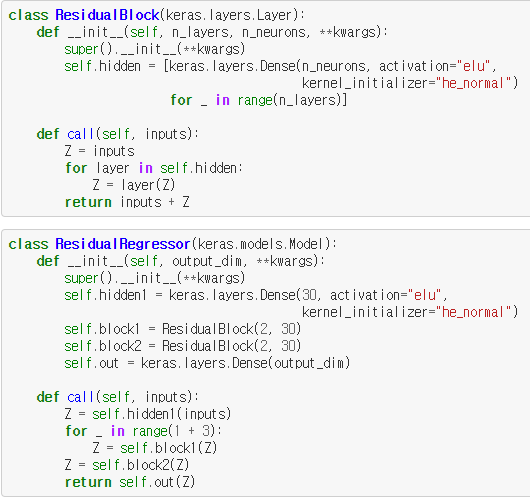 class ResidualBlock(keras.layers.Layer):
    def __init__(self, n_layers, n_neurons, **kwargs):
        super().__init__(**kwargs)
        self.hidden = [keras.layers.Dense(n_neurons, activation="elu",
                                          kernel_initializer="he_normal")
                       for _ in range(n_layers)]

    def call(self, inputs):
        Z = inputs
        for layer in self.hidden:
            Z = layer(Z)
        return inputs + Z

class ResidualRegressor(keras.models.Model):
    def __init__(self, output_dim, **kwargs):
        super().__init__(**kwargs)
        self.hidden1 = keras.layers.Dense(30, activation="elu",
                                          kernel_initializer="he_normal")
        self.block1 = ResidualBlock(2, 30)
        self.block2 = ResidualBlock(2, 30)
        self.out = keras.layers.Dense(output_dim)

    def call(self, inputs):
        Z = self.hidden1(inputs)
        for _ in range(1 + 3):
            Z = self.block1(Z)
        Z = self.block2(Z)
        return self.out(Z)